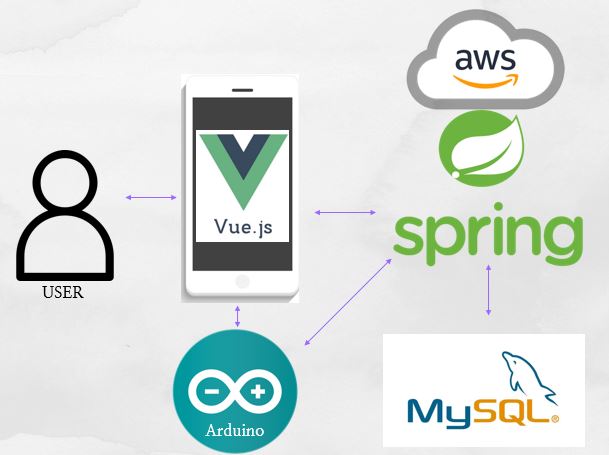 aws
Vue.js
spring
USER
Arduino
MySQL®